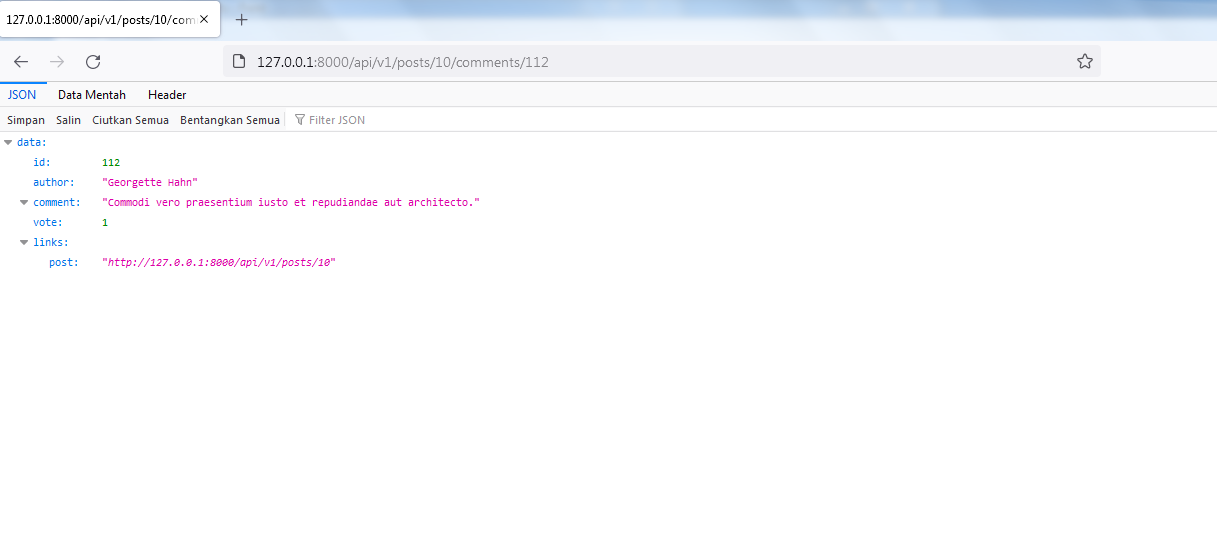 127.0.0.1:8000/api/v1/posts/10/com
127.0.0.1:8000/api/v1/posts/10/comments/112
JSON Data Mentah Header
Simpan Salin Ciutkan Semua Bentangkan Semua Filter JSON
data:
id: 112
author: "Georgette Hahn"
comment: "Commodi vero praesentium iusto et repudiandae aut architecto."
vote: 1
links:
post: "http://127.0.0.1:8000/api/v1/posts/10"